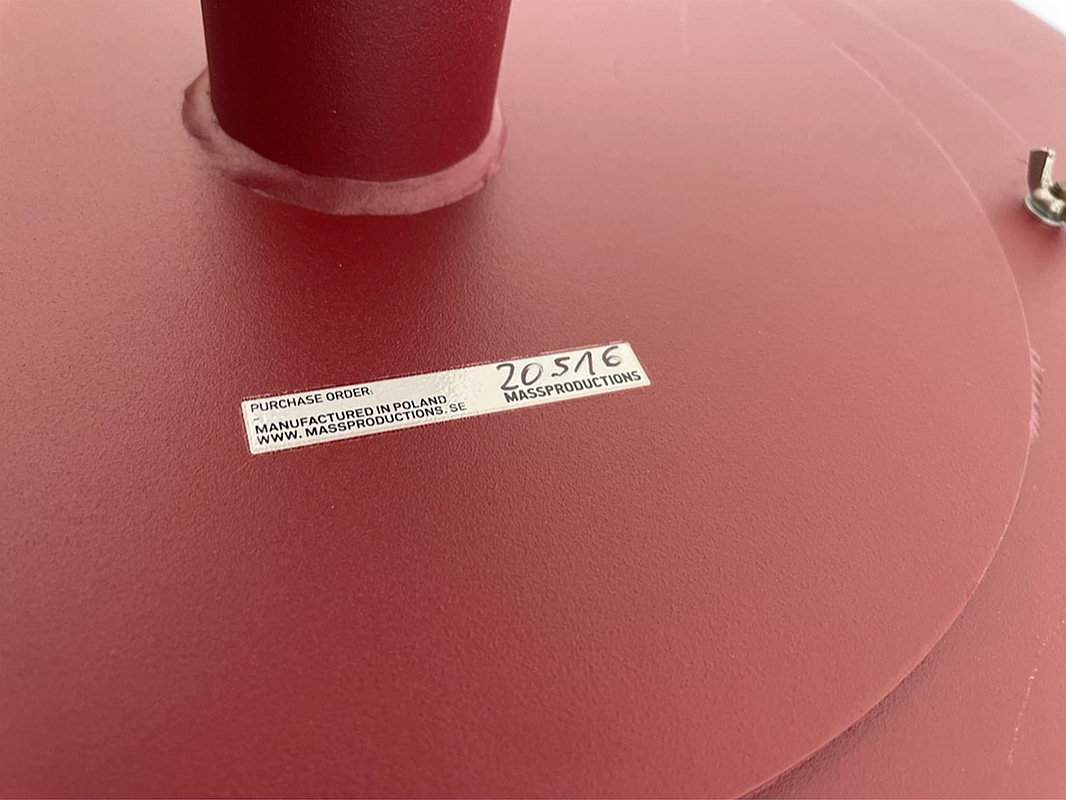 PURCHASE ORDER:
20516
-
MANUFACTURED IN POLAND
WWW. MASSPRODUCTIONS.SE
MASSPRODUCTIONS